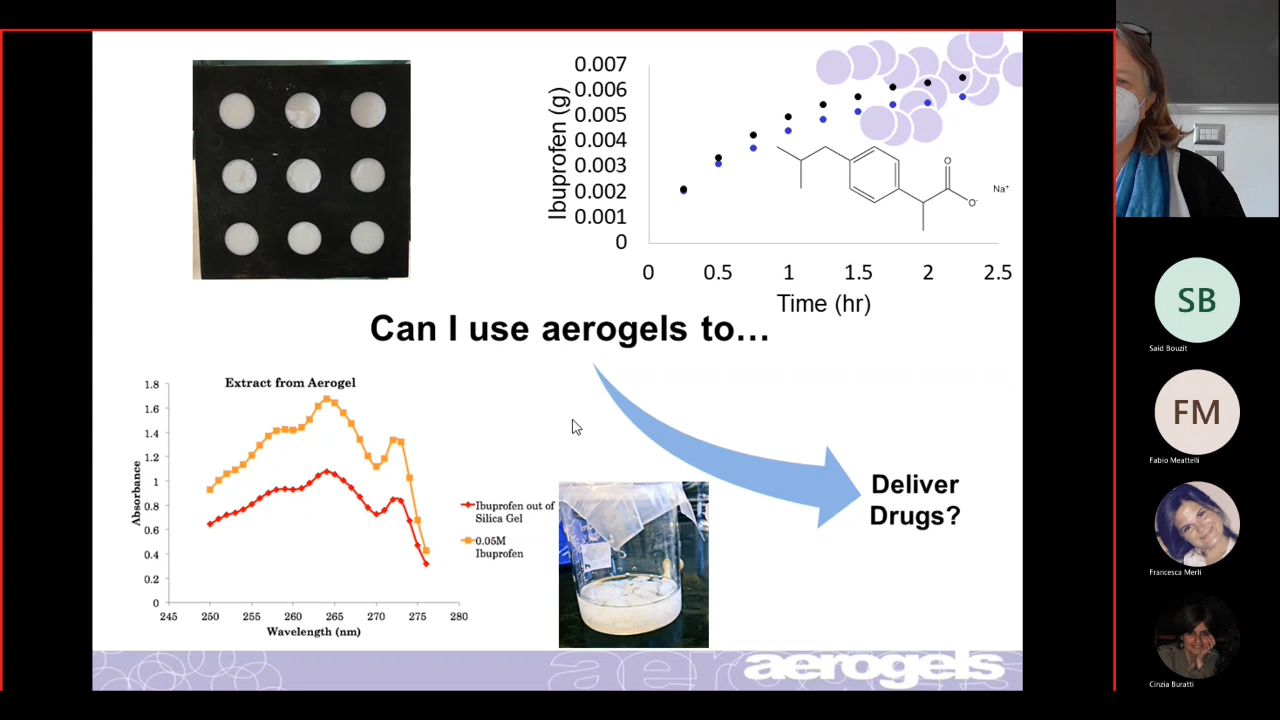 0.007
0.006
0.005
0.004
0.003
0.002
0.001
0
Ibuprofen (g)
0 0.5 1 1.5 2 2.5
Time (hr)
O
O-
Na+
Can I use aerogels to…
Extract from Aerogel
1.8
1.6
1.4
1.2
1
0.8
0.6
0.4
0.2
0
Absorbance
245 250 255 260 265 270 275 280
Wavelength (nm)
Ibuprofen out of
Silica Gel
0.05M
Ibuprofen
Deliver
Drugs?
aerogels
SB
Said Bouzit
FM
Fabio Meattelli
Francesca Merli
Cinzia Buratti